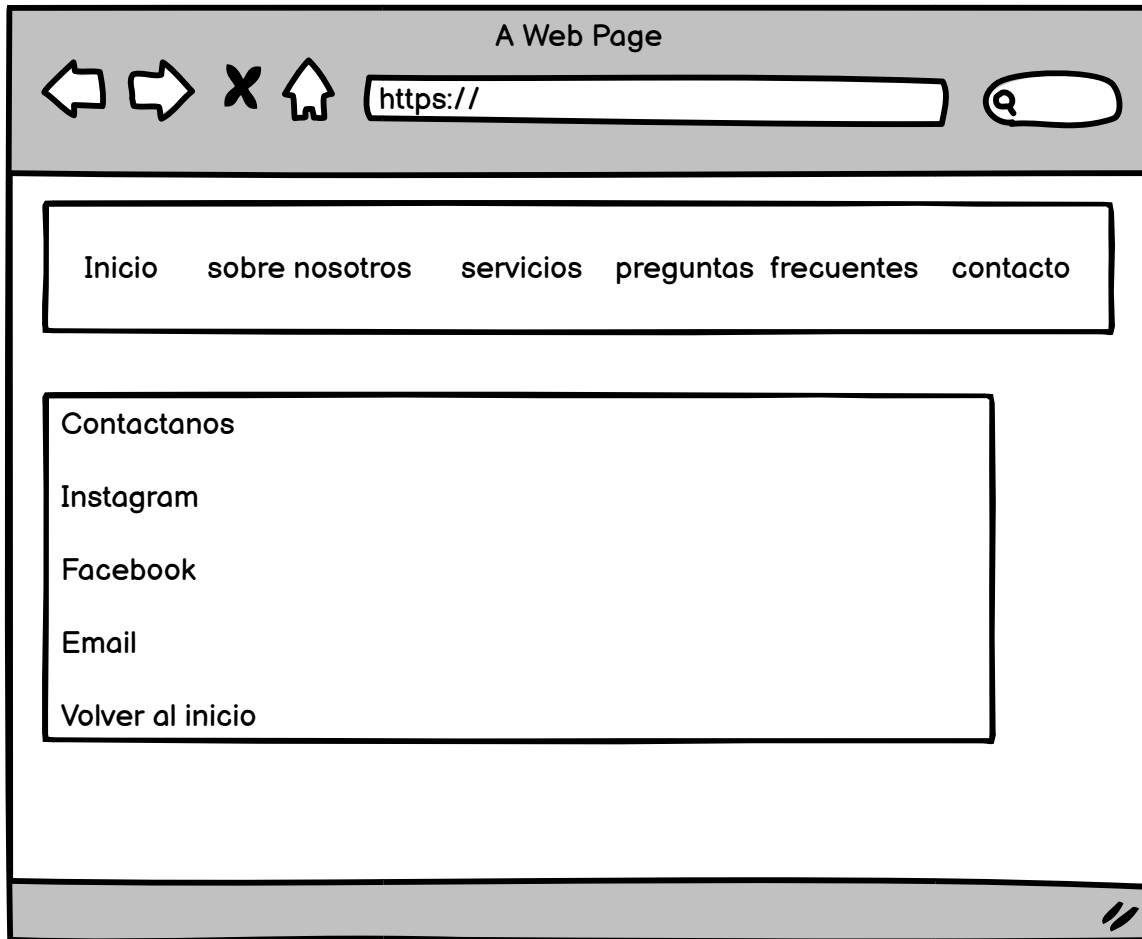 A Web Page
https://
Inicio sobre nosotros servicios preguntas frecuentes contacto
Contactanos
Instagram
Facebook
Email
Volver al inicio